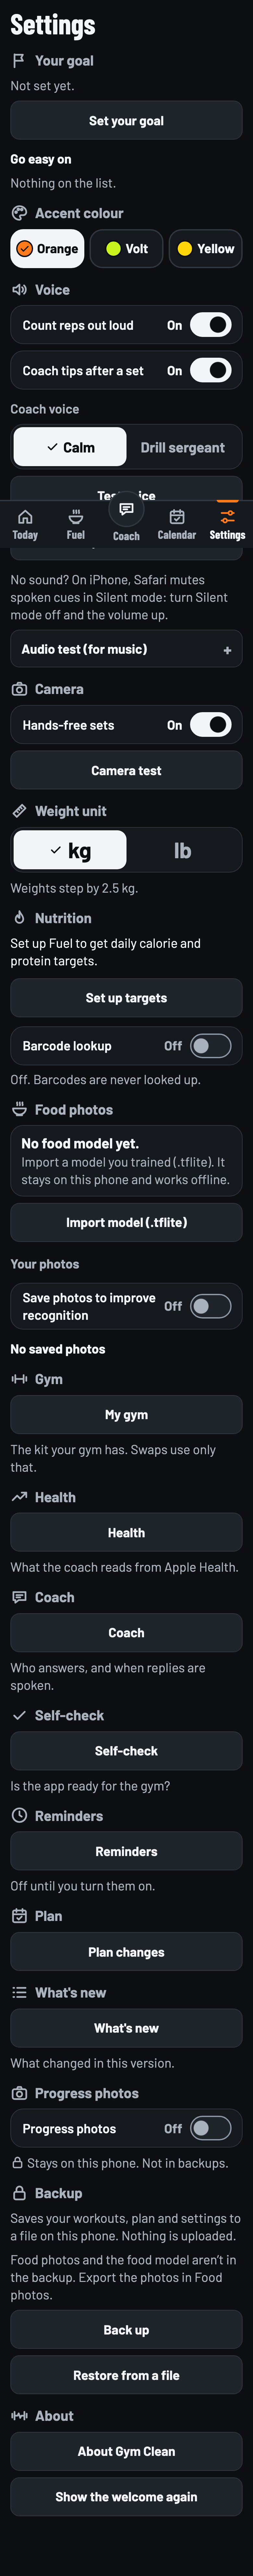 Settings
Your goal
Not set yet.
Set your goal
Go easy on
Nothing on the list.
Accent colour
Orange
Volt
Yellow
Voice
Count reps out loud
On
Coach tips after a set
On
Coach voice
Calm
Drill sergeant
Today
Fuel
Coach
Calendar
Settings
No sound? On iPhone, Safari mutes
spoken cues in Silent mode: turn Silent
mode off and the volume up.
Audio test (for music)
+
Camera
Hands-free sets
On
Camera test
Weight unit
kg
lb
Weights step by 2.5 kg.
Nutrition
Set up Fuel to get daily calorie and
protein targets.
Set up targets
Barcode lookup
Off
Off. Barcodes are never looked up.
Food photos
No food model yet.
Import a model you trained (.tflite). It
stays on this phone and works offline.
Import model (.tflite)
Your photos
Save photos to improve
recognition
Off
No saved photos
Gym
My gym
The kit your gym has. Swaps use only
that.
Health
Health
What the coach reads from Apple Health.
Coach
Coach
Who answers, and when replies are
spoken.
Self-check
Self-check
Is the app ready for the gym?
Reminders
Reminders
Off until you turn them on.
Plan
Plan changes
What's new
What's new
What changed in this version.
Progress photos
Progress photos
Off
Stays on this phone. Not in backups.
Backup
Saves your workouts, plan and settings to
a file on this phone. Nothing is uploaded.
Food photos and the food model aren't in
the backup. Export the photos in Food
photos.
Back up
Restore from a file
About
About Gym Clean
Show the welcome again